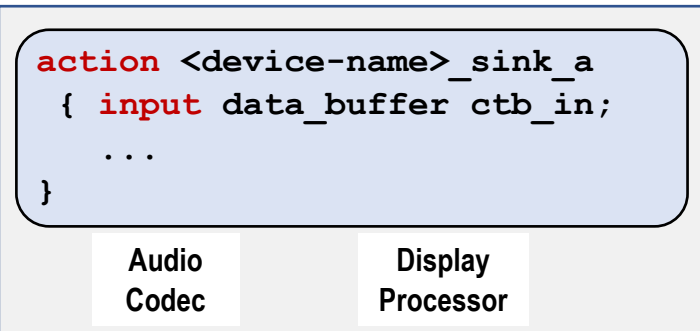 action <device-name>_sink_a
{ input data_buffer ctb_in;
...
}
Audio
Codec
Display
Processor